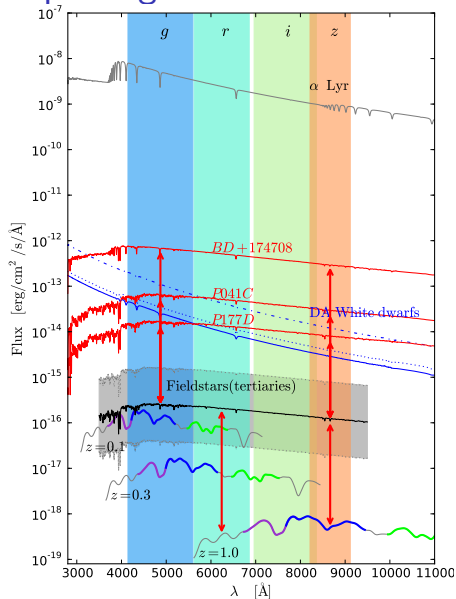 g r i z
α Lyr
BD+174708
P041C
DA White dwarfs
P177D
Fieldstars(tertiaries)
z=0.1
z=0.3
z=1.0
Flux [erg/cm² /s/Å]
10⁻⁷
10⁻⁸
10⁻⁹
10⁻¹⁰
10⁻¹¹
10⁻¹²
10⁻¹³
10⁻¹⁴
10⁻¹⁵
10⁻¹⁶
10⁻¹⁷
10⁻¹⁸
10⁻¹⁹
3000 4000 5000 6000 7000 8000 9000 10000 11000
λ [Å]